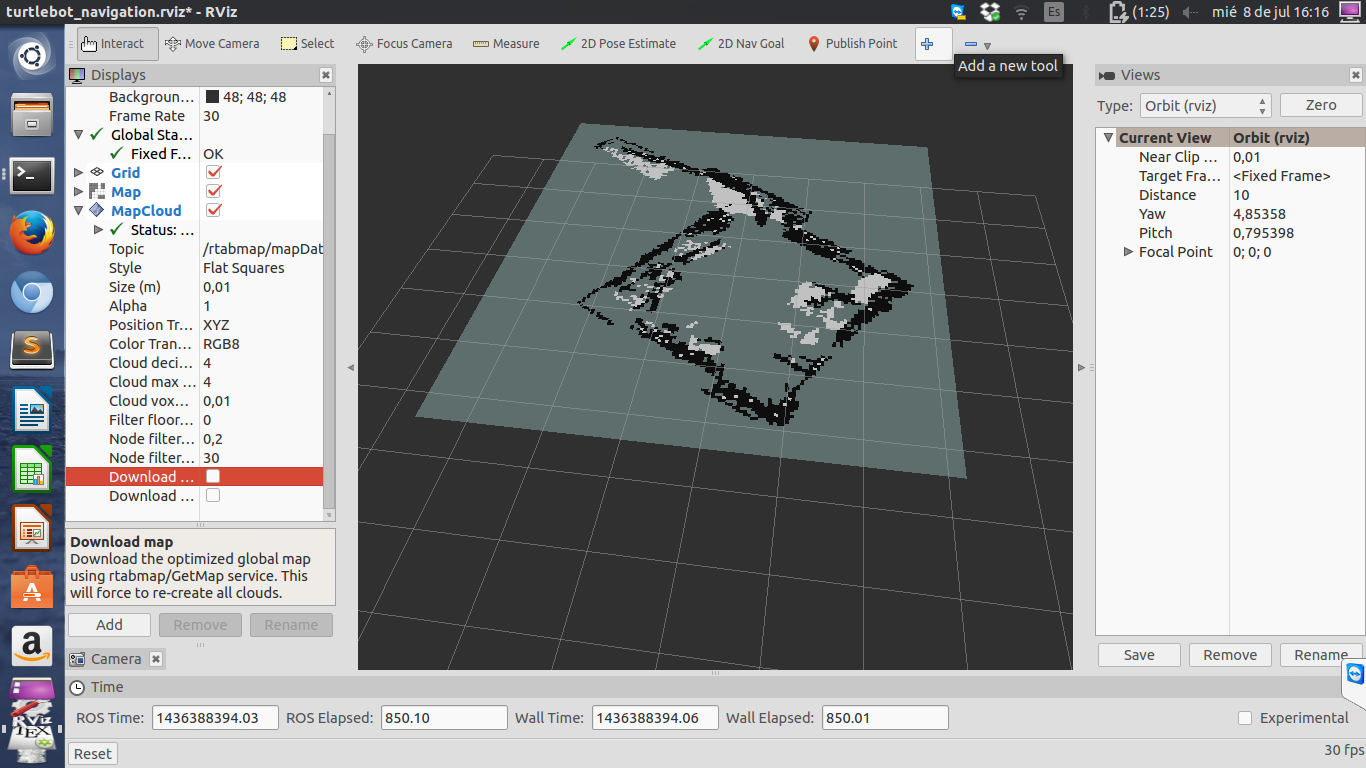 turtlebot_navigation.rviz* - RViz
Es (1:25) mié 8 de jul 16:16
Interact Move Camera Select Focus Camera Measure 2D Pose Estimate 2D Nav Goal Publish Point
Add a new tool
Displays
Backgroun... 48; 48; 48
Frame Rate 30
Global Sta...
Fixed F... OK
Grid
Map
MapCloud
Status: ...
Topic /rtabmap/mapDat
Style Flat Squares
Size (m) 0,01
Alpha 1
Position Tr... XYZ
Color Tran... RGB8
Cloud deci... 4
Cloud max ... 4
Cloud vox... 0,01
Filter floor... 0
Node filter... 0,2
Node filter... 30
Download ...
Download ...
Download map
Download the optimized global map
using rtabmap/GetMap service. This
will force to re-create all clouds.
Add Remove Rename
Camera
Views
Type: Orbit (rviz) Zero
Current View Orbit (rviz)
Near Clip ... 0,01
Target Fra... <Fixed Frame>
Distance 10
Yaw 4,85358
Pitch 0,795398
Focal Point 0; 0; 0
Save Remove Rename
Time
ROS Time: 1436388394.03 ROS Elapsed: 850.10 Wall Time: 1436388394.06 Wall Elapsed: 850.01 Experimental
Reset 30 fps
RViz
TEX